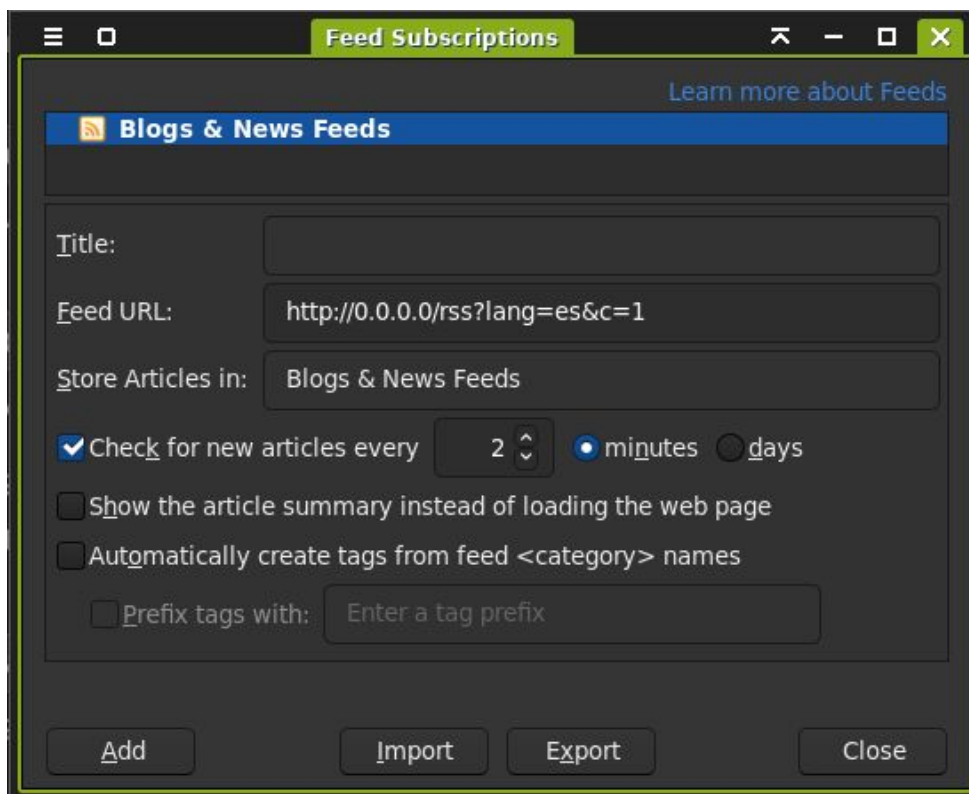 Feed Subscriptions
Learn more about Feeds
Blogs & News Feeds
Title:
Feed URL: http://0.0.0.0/rss?lang=es&c=1
Store Articles in: Blogs & News Feeds
Check for new articles every 2 minutes days
Show the article summary instead of loading the web page
Automatically create tags from feed <category> names
Prefix tags with: Enter a tag prefix
Add Import Export Close